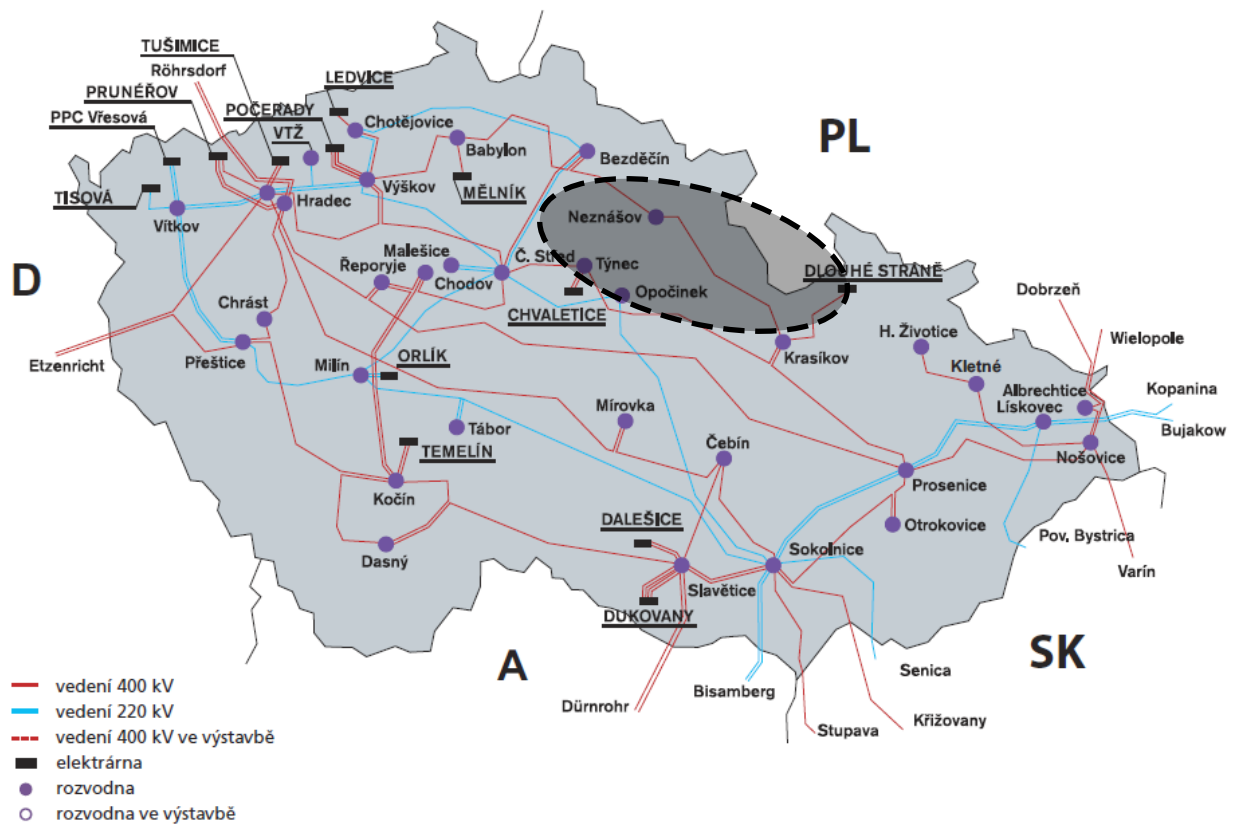 TUŠIMICE
Röhrsdorf
LEDVICE
PRUNÉŘOV
POČERADY
PPC Vřesová
VTŽ
Chotějovice
Babylon
Bezděčín
PL
TISOVÁ
Hradec
Výškov
MĚLNÍK
Vítkov
Neznášov
Malešice
Č. Střed
Týnec
Řeporyje
Chodov
D
DLOUHÉ STRÁNĚ
Opočinek
Dobrzeń
Chrást
CHVALETICE
H. Životice
Wielopole
Krasíkov
Etzenricht
Přeštice
Milín
ORLÍK
Kletné
Albrechtice
Kopanina
Lískovec
Mírovka
Tábor
Bujakow
TEMELÍN
Čebín
Nošovice
Kočín
Prosenice
DALEŠICE
Otrokovice
Pov. Bystrica
Dasný
Sokolnice
Varín
Slavětice
DUKOVANY
A
SK
Senica
vedení 400 kV
Bisamberg
Dürnrohr
vedení 220 kV
Křižovany
Stupava
vedení 400 kV ve výstavbě
elektrárna
rozvodna
rozvodna ve výstavbě